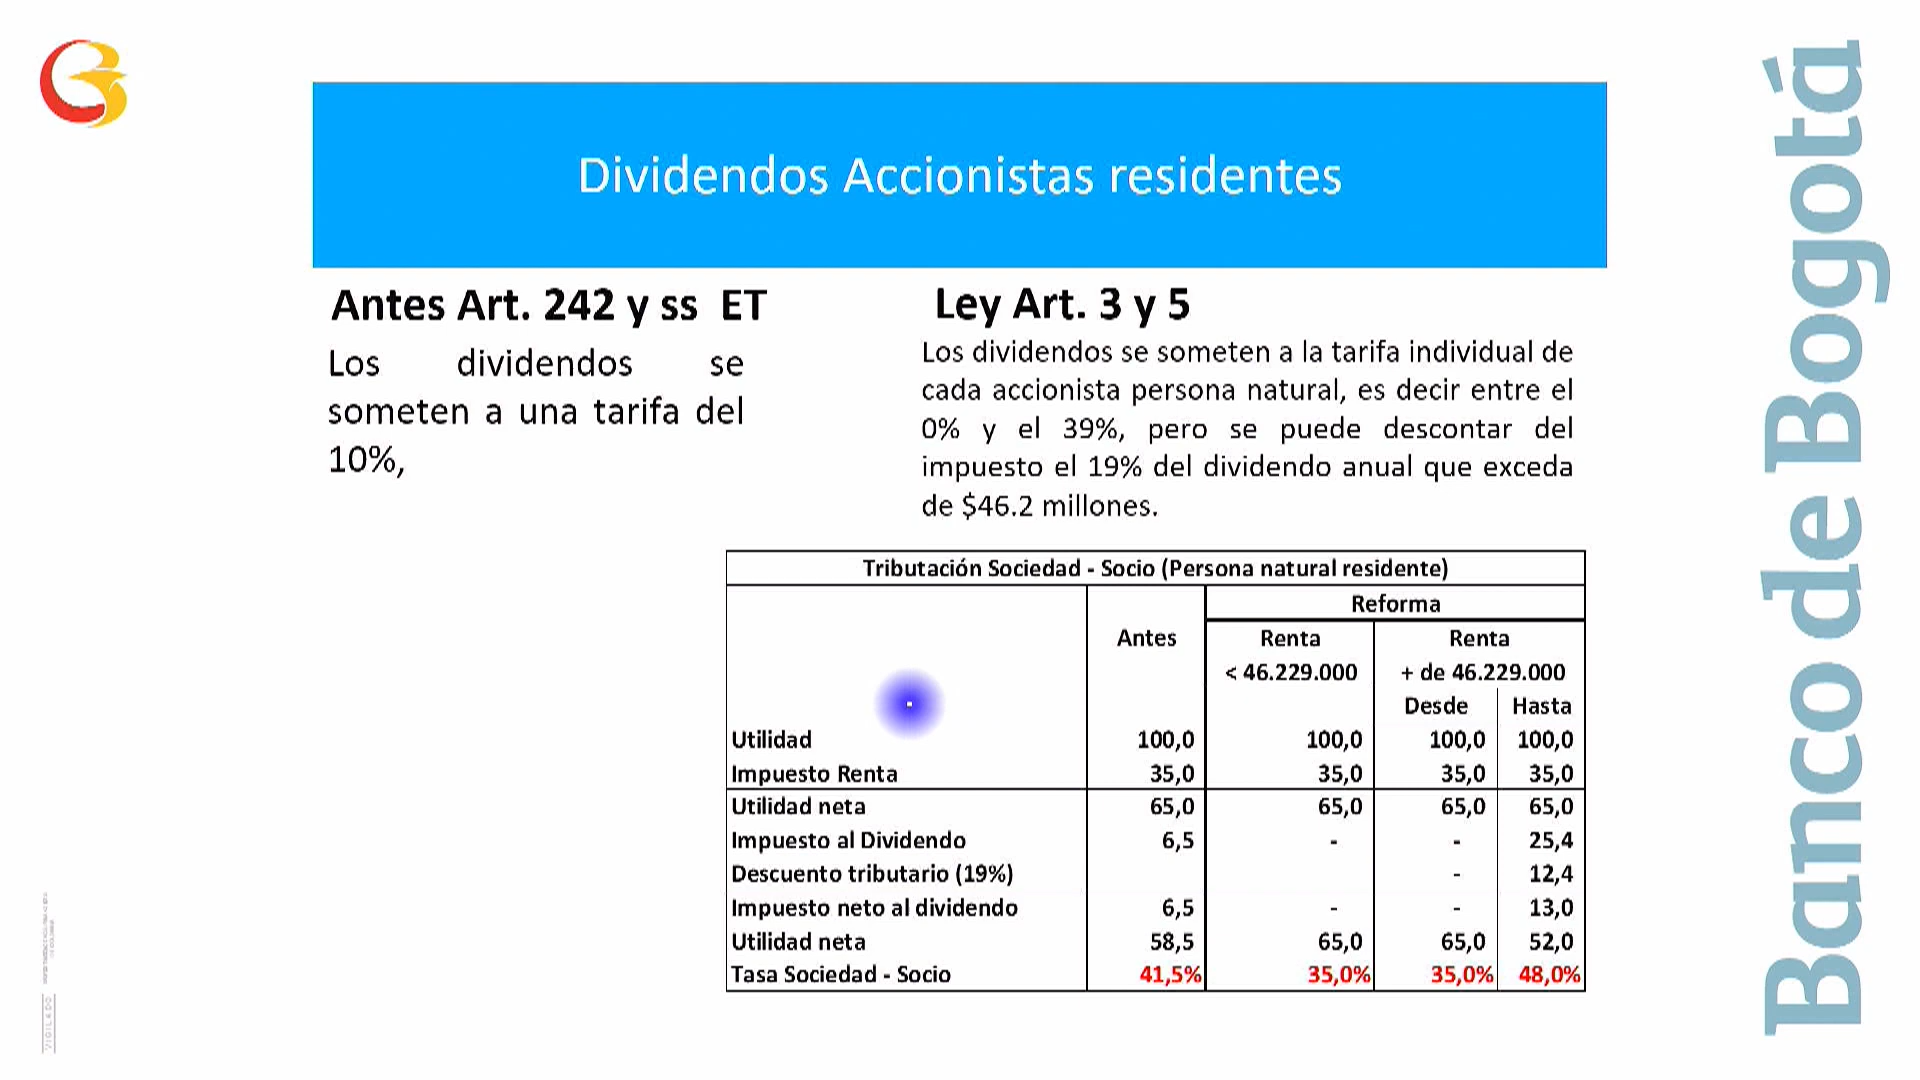 Dividendos Accionistas residentes
Antes Art. 242 y ss ET
Los dividendos se
someten a una tarifa del
10%,
Ley Art. 3 y 5
Los dividendos se someten a la tarifa individual de
cada accionista persona natural, es decir entre el
0% y el 39%, pero se puede descontar del
impuesto el 19% del dividendo anual que exceda
de $46.2 millones.
Tributación Sociedad - Socio (Persona natural residente)
Reforma
Antes Renta Renta
< 46.229.000 + de 46.229.000
Desde Hasta
Utilidad 100,0 100,0 100,0 100,0
Impuesto Renta 35,0 35,0 35,0 35,0
Utilidad neta 65,0 65,0 65,0 65,0
Impuesto al Dividendo 6,5 - - 25,4
Descuento tributario (19%) - 12,4
Impuesto neto al dividendo 6,5 - - 13,0
Utilidad neta 58,5 65,0 65,0 52,0
Tasa Sociedad - Socio 41,5% 35,0% 35,0% 48,0%
Banco de Bogotá
VIGILADO